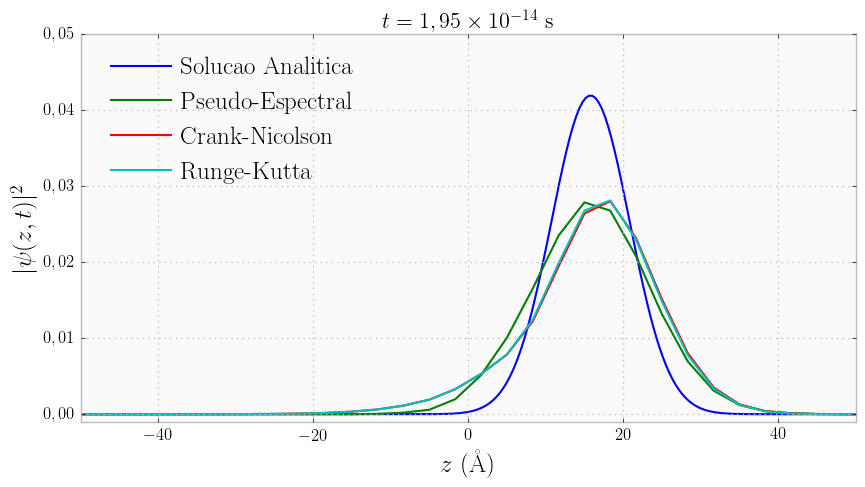 t = 1,95 × 10⁻¹⁴ s
|ψ(z, t)|²
0,05
0,04
0,03
0,02
0,01
0,00
Solucao Analitica
Pseudo-Espectral
Crank-Nicolson
Runge-Kutta
−40
−20
0
20
40
z (Å)